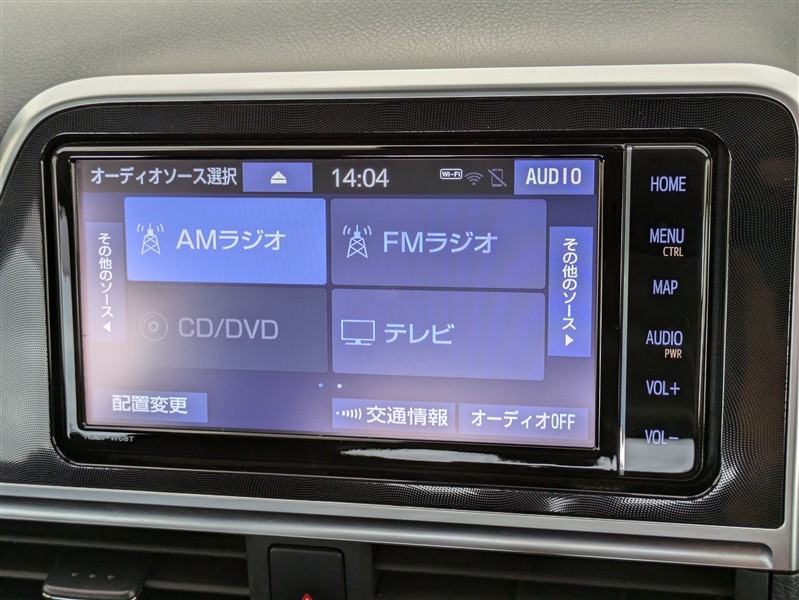 オーディオソース選択
14:04
Wi-Fi
AUDIO
その他のソース
AMラジオ
FMラジオ
その他のソース
CD/DVD
テレビ
配置変更
交通情報
オーディオOFF
HOME
MENU
CTRL
MAP
AUDIO
PWR
VOL+
VOL−